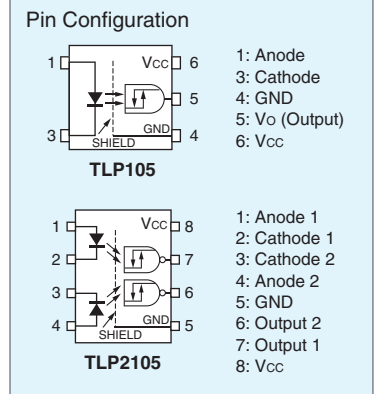 Pin Configuration
1
VCC
6
5
3
GND
4
SHIELD
TLP105
1: Anode
3: Cathode
4: GND
5: VO (Output)
6: VCC
1
VCC
8
2
7
3
6
4
GND
5
SHIELD
TLP2105
1: Anode 1
2: Cathode 1
3: Cathode 2
4: Anode 2
5: GND
6: Output 2
7: Output 1
8: VCC